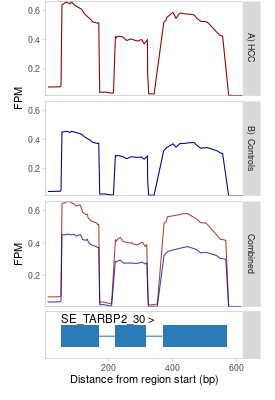 0.6
0.4
0.2
A) HCC
FPM
0.6
0.4
0.2
B): Controls
0.6
0.4
0.2
Combined
FPM
SE_TARBP2_30 >
200
400
600
Distance from region start (bp)